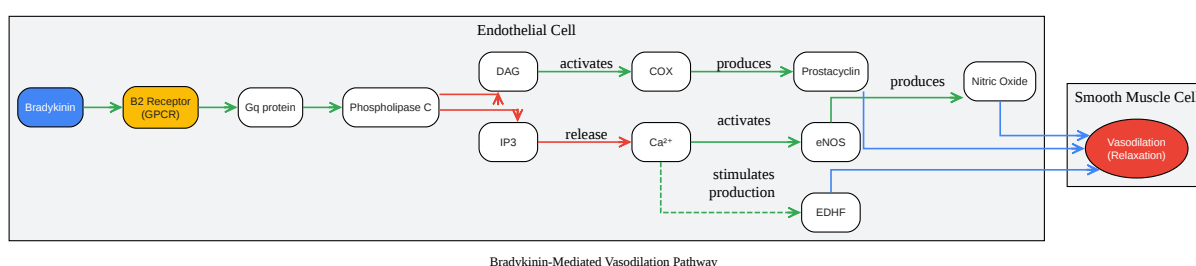 Endothelial Cell
Bradykinin
B2 Receptor
(GPCR)
Gq protein
Phospholipase C
DAG
activates
COX
produces
Prostacyclin
produces
Nitric Oxide
IP3
release
Ca²⁺
activates
eNOS
stimulates
production
EDHF
Smooth Muscle Cell
Vasodilation
(Relaxation)
Bradykinin-Mediated Vasodilation Pathway